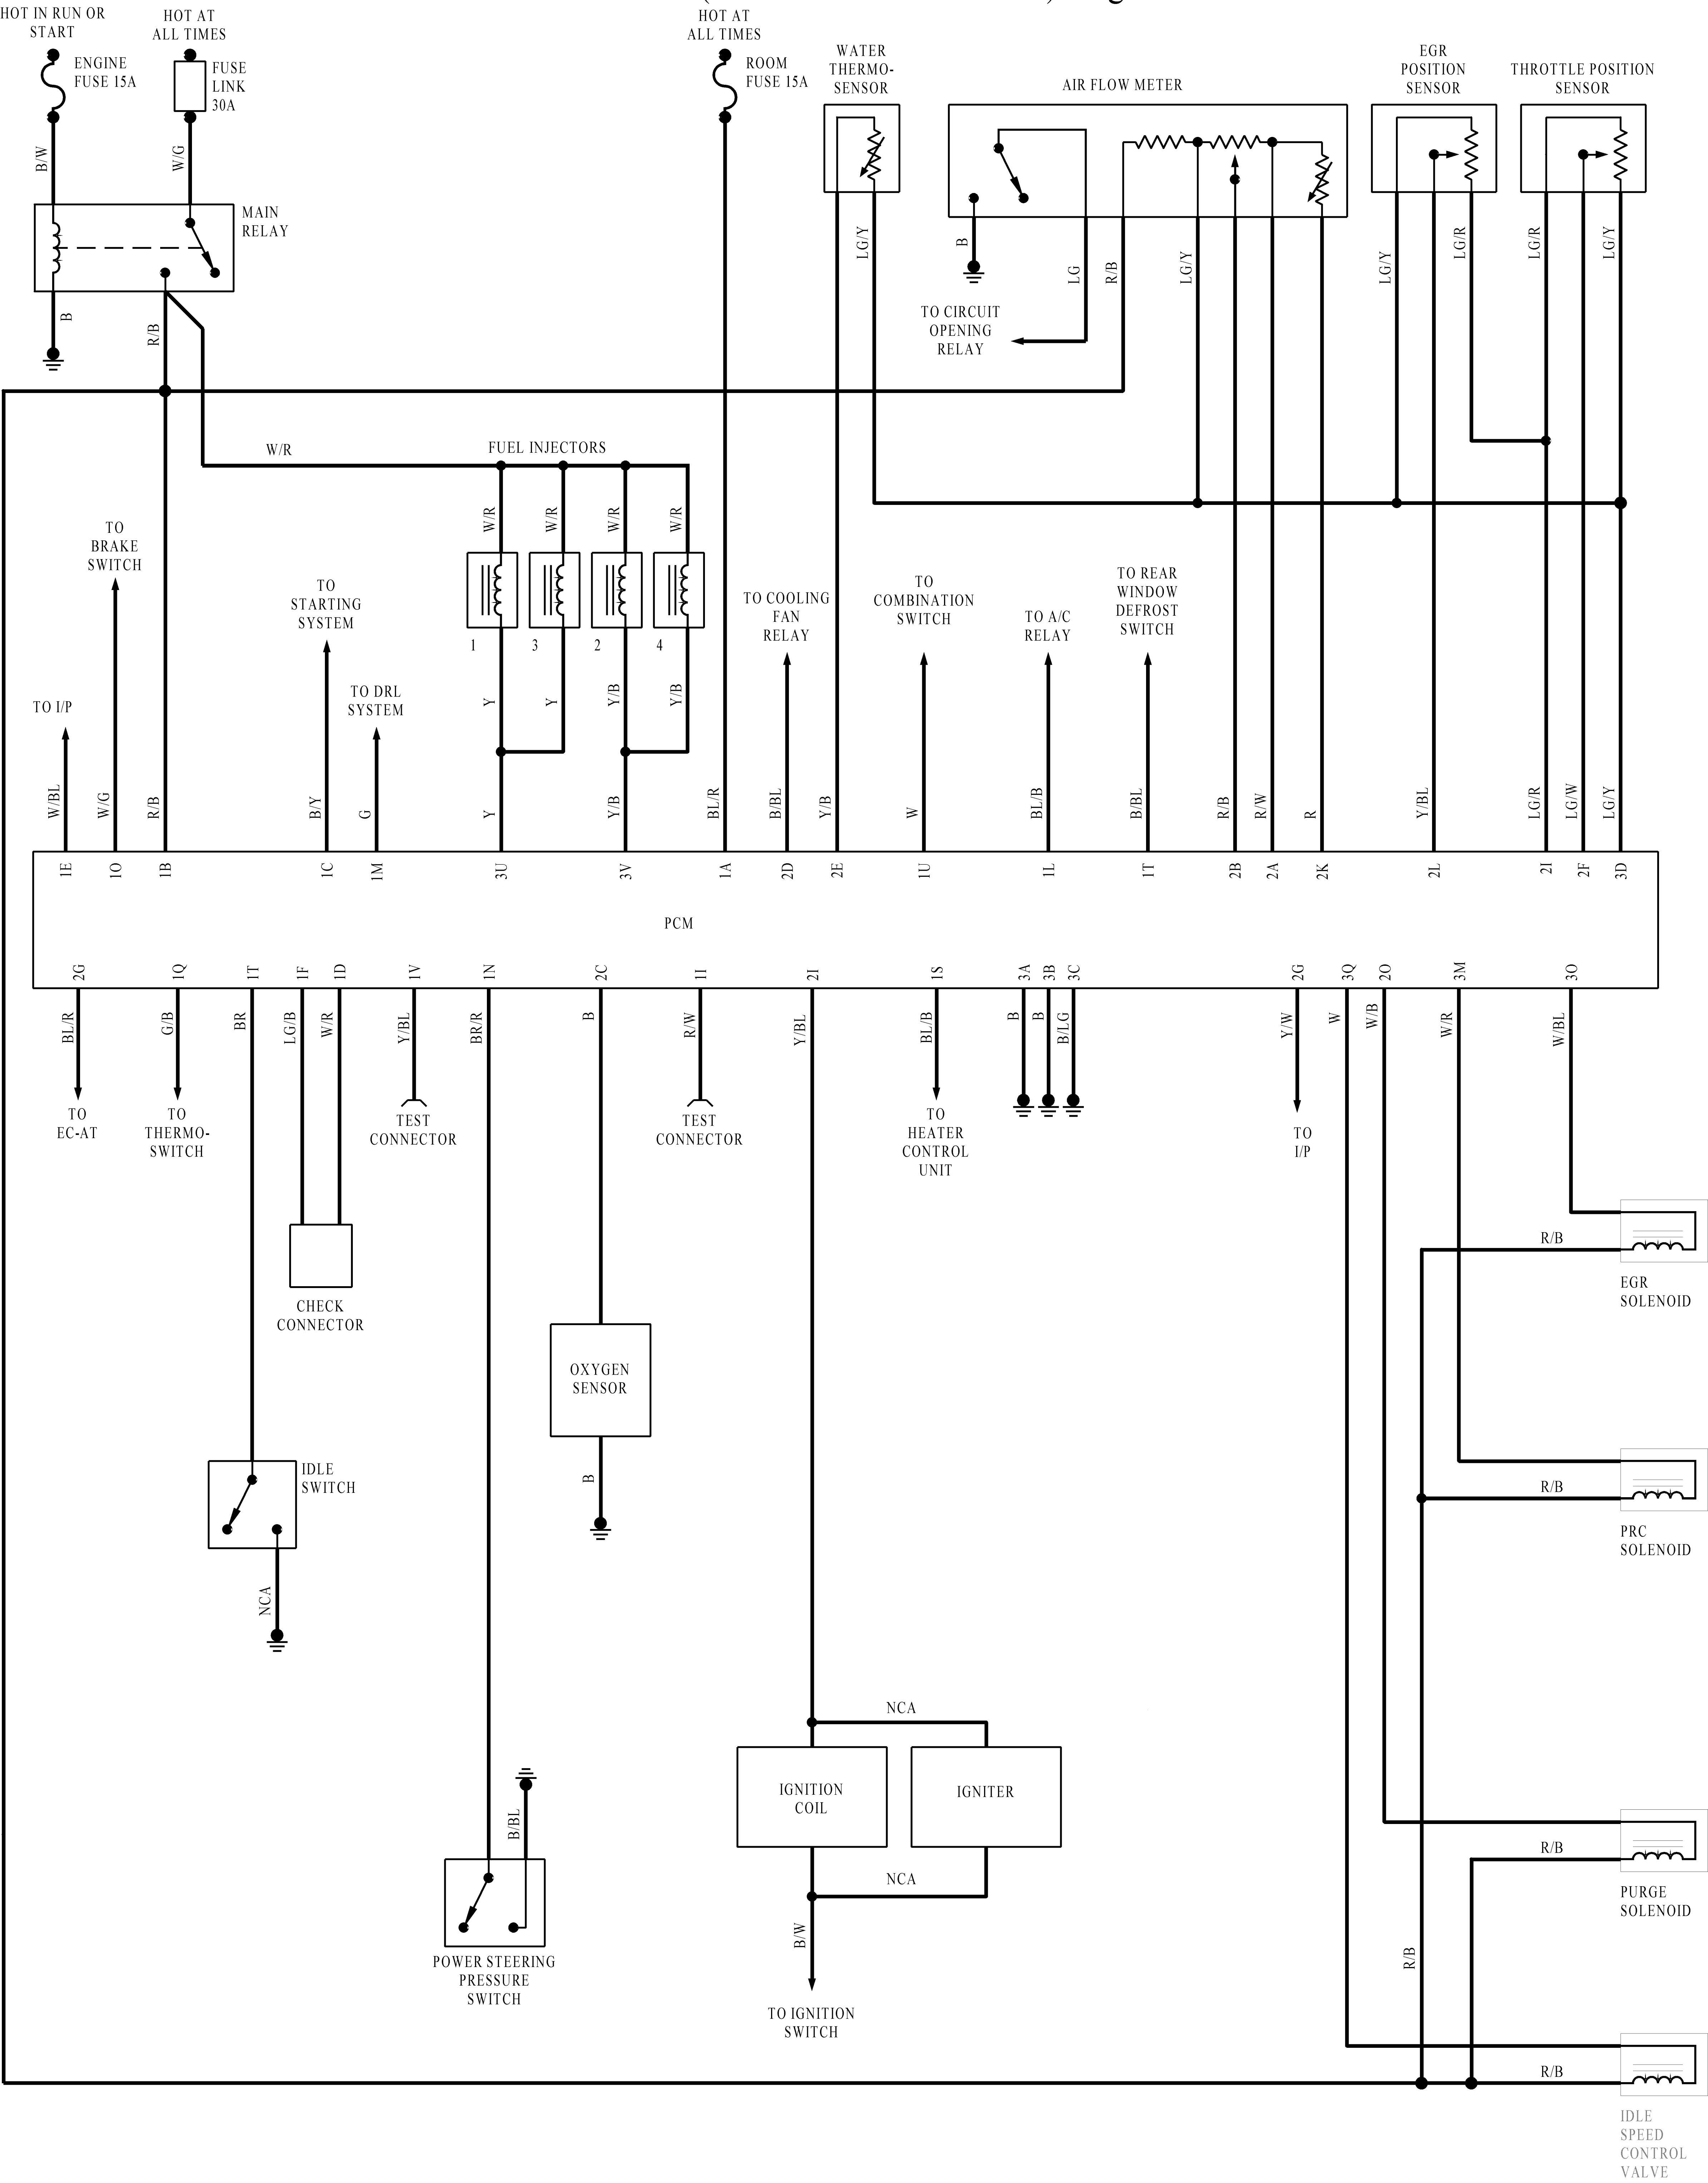 HOT IN RUN OR
START
HOT AT
ALL TIMES
HOT AT
ALL TIMES
ENGINE
FUSE 15A
FUSE
LINK
30A
ROOM
FUSE 15A
WATER
THERMO-
SENSOR
AIR FLOW METER
EGR
POSITION
SENSOR
THROTTLE POSITION
SENSOR
B/W
W/G
MAIN
RELAY
B
R/B
LG/Y
B
LG
R/B
LG/Y
LG/Y
LG/R
LG/R
LG/Y
TO CIRCUIT
OPENING
RELAY
W/R
FUEL INJECTORS
W/R
W/R
W/R
W/R
1
3
2
4
Y
Y
Y/B
Y/B
TO
BRAKE
SWITCH
TO
STARTING
SYSTEM
TO DRL
SYSTEM
TO I/P
TO COOLING
FAN
RELAY
TO
COMBINATION
SWITCH
TO A/C
RELAY
TO REAR
WINDOW
DEFROST
SWITCH
W/BL
W/G
R/B
B/Y
G
Y
Y/B
BL/R
B/BL
Y/B
W
BL/B
B/BL
R/B
R/W
R
Y/BL
LG/R
LG/W
LG/Y
1E
1O
1B
1C
1M
3U
3V
1A
2D
2E
1U
1L
1T
2B
2A
2K
2L
2I
2F
3D
PCM
2G
1Q
1T
1F
1D
1V
1N
2C
1I
2I
1S
3A
3B
3C
2G
3Q
2O
3M
3O
BL/R
G/B
BR
LG/B
W/R
Y/BL
BR/R
B
R/W
Y/BL
BL/B
B
B
B/LG
Y/W
W
W/B
W/R
W/BL
TO
EC-AT
TO
THERMO-
SWITCH
TEST
CONNECTOR
TEST
CONNECTOR
TO
HEATER
CONTROL
UNIT
TO
I/P
CHECK
CONNECTOR
R/B
EGR
SOLENOID
OXYGEN
SENSOR
B
IDLE
SWITCH
NCA
R/B
PRC
SOLENOID
NCA
IGNITION
COIL
IGNITER
NCA
B/W
TO IGNITION
SWITCH
B/BL
POWER STEERING
PRESSURE
SWITCH
R/B
PURGE
SOLENOID
R/B
R/B
IDLE
SPEED
CONTROL
VALVE